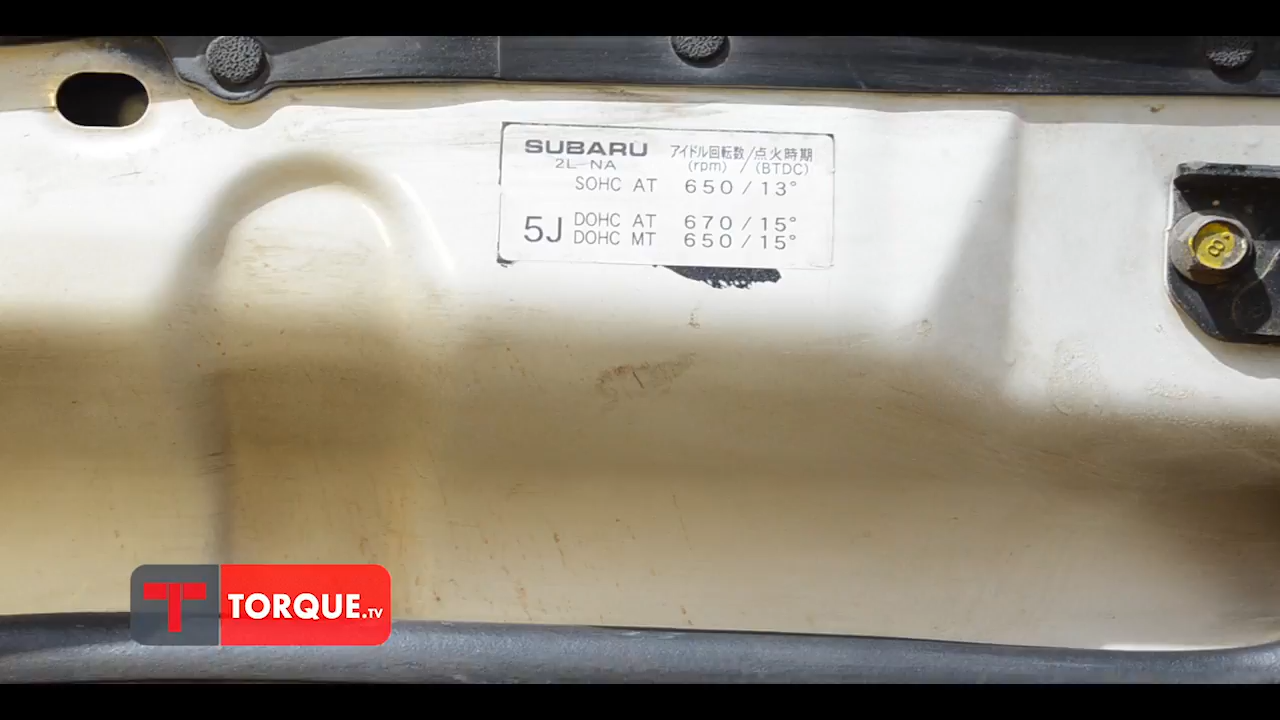 SUBARU アイドル回転数/点火時期
2L NA (rpm) / (BTDC)
SOHC AT 650/13°
5J DOHC AT 670/15°
DOHC MT 650/15°
8
T TORQUE.TV